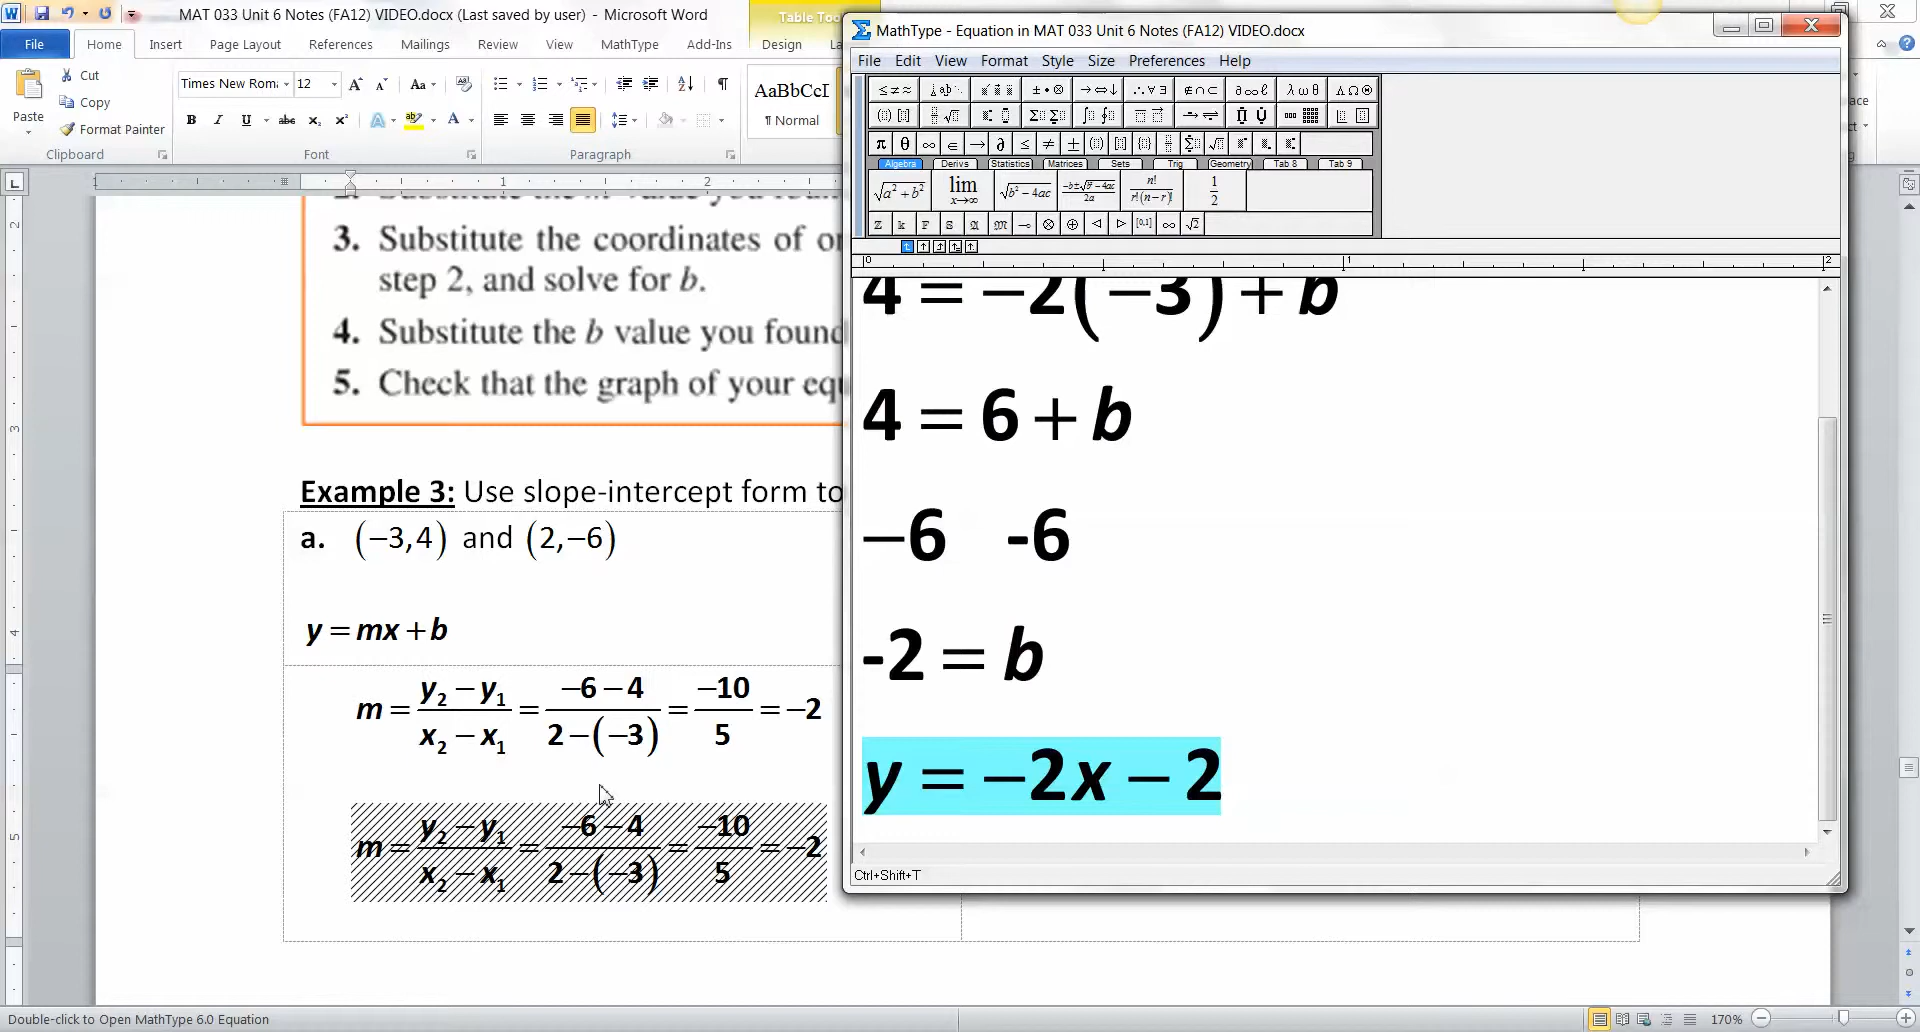 MAT 033 Unit 6 Notes (FA12) VIDEO.docx (Last saved by user) - Microsoft Word
Table Too
File Home Insert Page Layout References Mailings Review View MathType Add-Ins Design
Cut
Copy
Format Painter
Paste
Clipboard
Times New Roma 12
Font
Paragraph
AaBbCcI
¶ Normal
MathType - Equation in MAT 033 Unit 6 Notes (FA12) VIDEO.docx
File Edit View Format Style Size Preferences Help
Algebra Derivs Statistics Matrices Sets Trig Geometry Tab 8 Tab 9
3. Substitute the coordinates of
step 2, and solve for b.
4. Substitute the b value you found
5. Check that the graph of your equ
Example 3: Use slope-intercept form to
a. (−3,4) and (2,−6)
y = mx + b
m = (y₂ − y₁)/(x₂ − x₁) = (−6 − 4)/(2 − (−3)) = −10/5 = −2
m = (y₂ − y₁)/(x₂ − x₁) = (−6 − 4)/(2 − (−3)) = −10/5 = −2
4 = −2(−3) + b
4 = 6 + b
−6 -6
-2 = b
y = −2x − 2
Ctrl+Shift+T
Double-click to Open MathType 6.0 Equation
170%